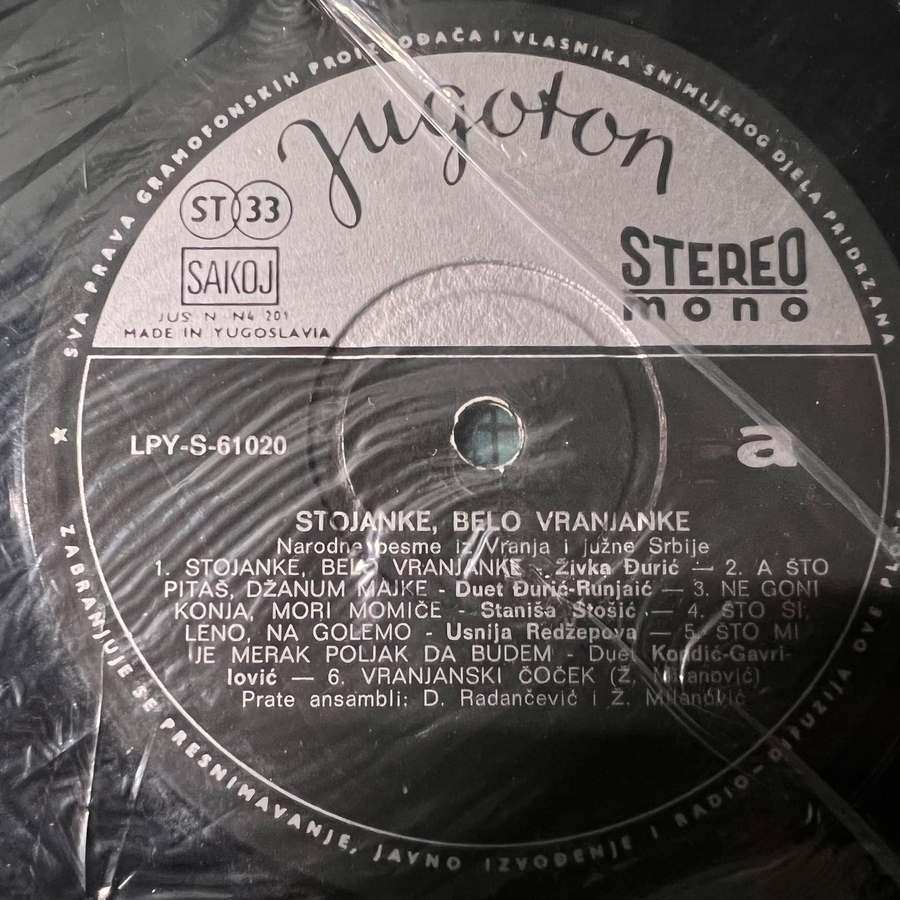 SVA PRAVA GRAMOFONSKIH PROIZVOĐAČA I VLASNIKA SNIMLJENOG DJELA PRIDRŽANA
jugoton
ST 33
SAKOJ
STEREO
mono
JUS N N4 201
MADE IN YUGOSLAVIA
LPY-S-61020
a
STOJANKE, BELO VRANJANKE
Narodne pesme iz Vranja i južne Srbije
1. STOJANKE, BELO VRANJANKE - Živka Đurić — 2. A ŠTO
PITAŠ, DŽANUM MAJKE - Duet Đurić-Runjaić — 3. NE GONI
KONJA, MORI MOMIČE - Staniša Stošić — 4. ŠTO SI,
LENO, NA GOLEMO - Usnija Redžepova — 5. ŠTO MI
JE MERAK POLJAK DA BUDEM - Duet Kondić-Gavri-
lović — 6. VRANJANSKI ČOČEK (Ž. Milanović)
Prate ansambli: D. Radančević i Ž. Milanović
ZABRANJUJE SE PRESNIMAVANJE, JAVNO IZVOĐENJE I RADIO-DIFUZIJA OVE PLOČE